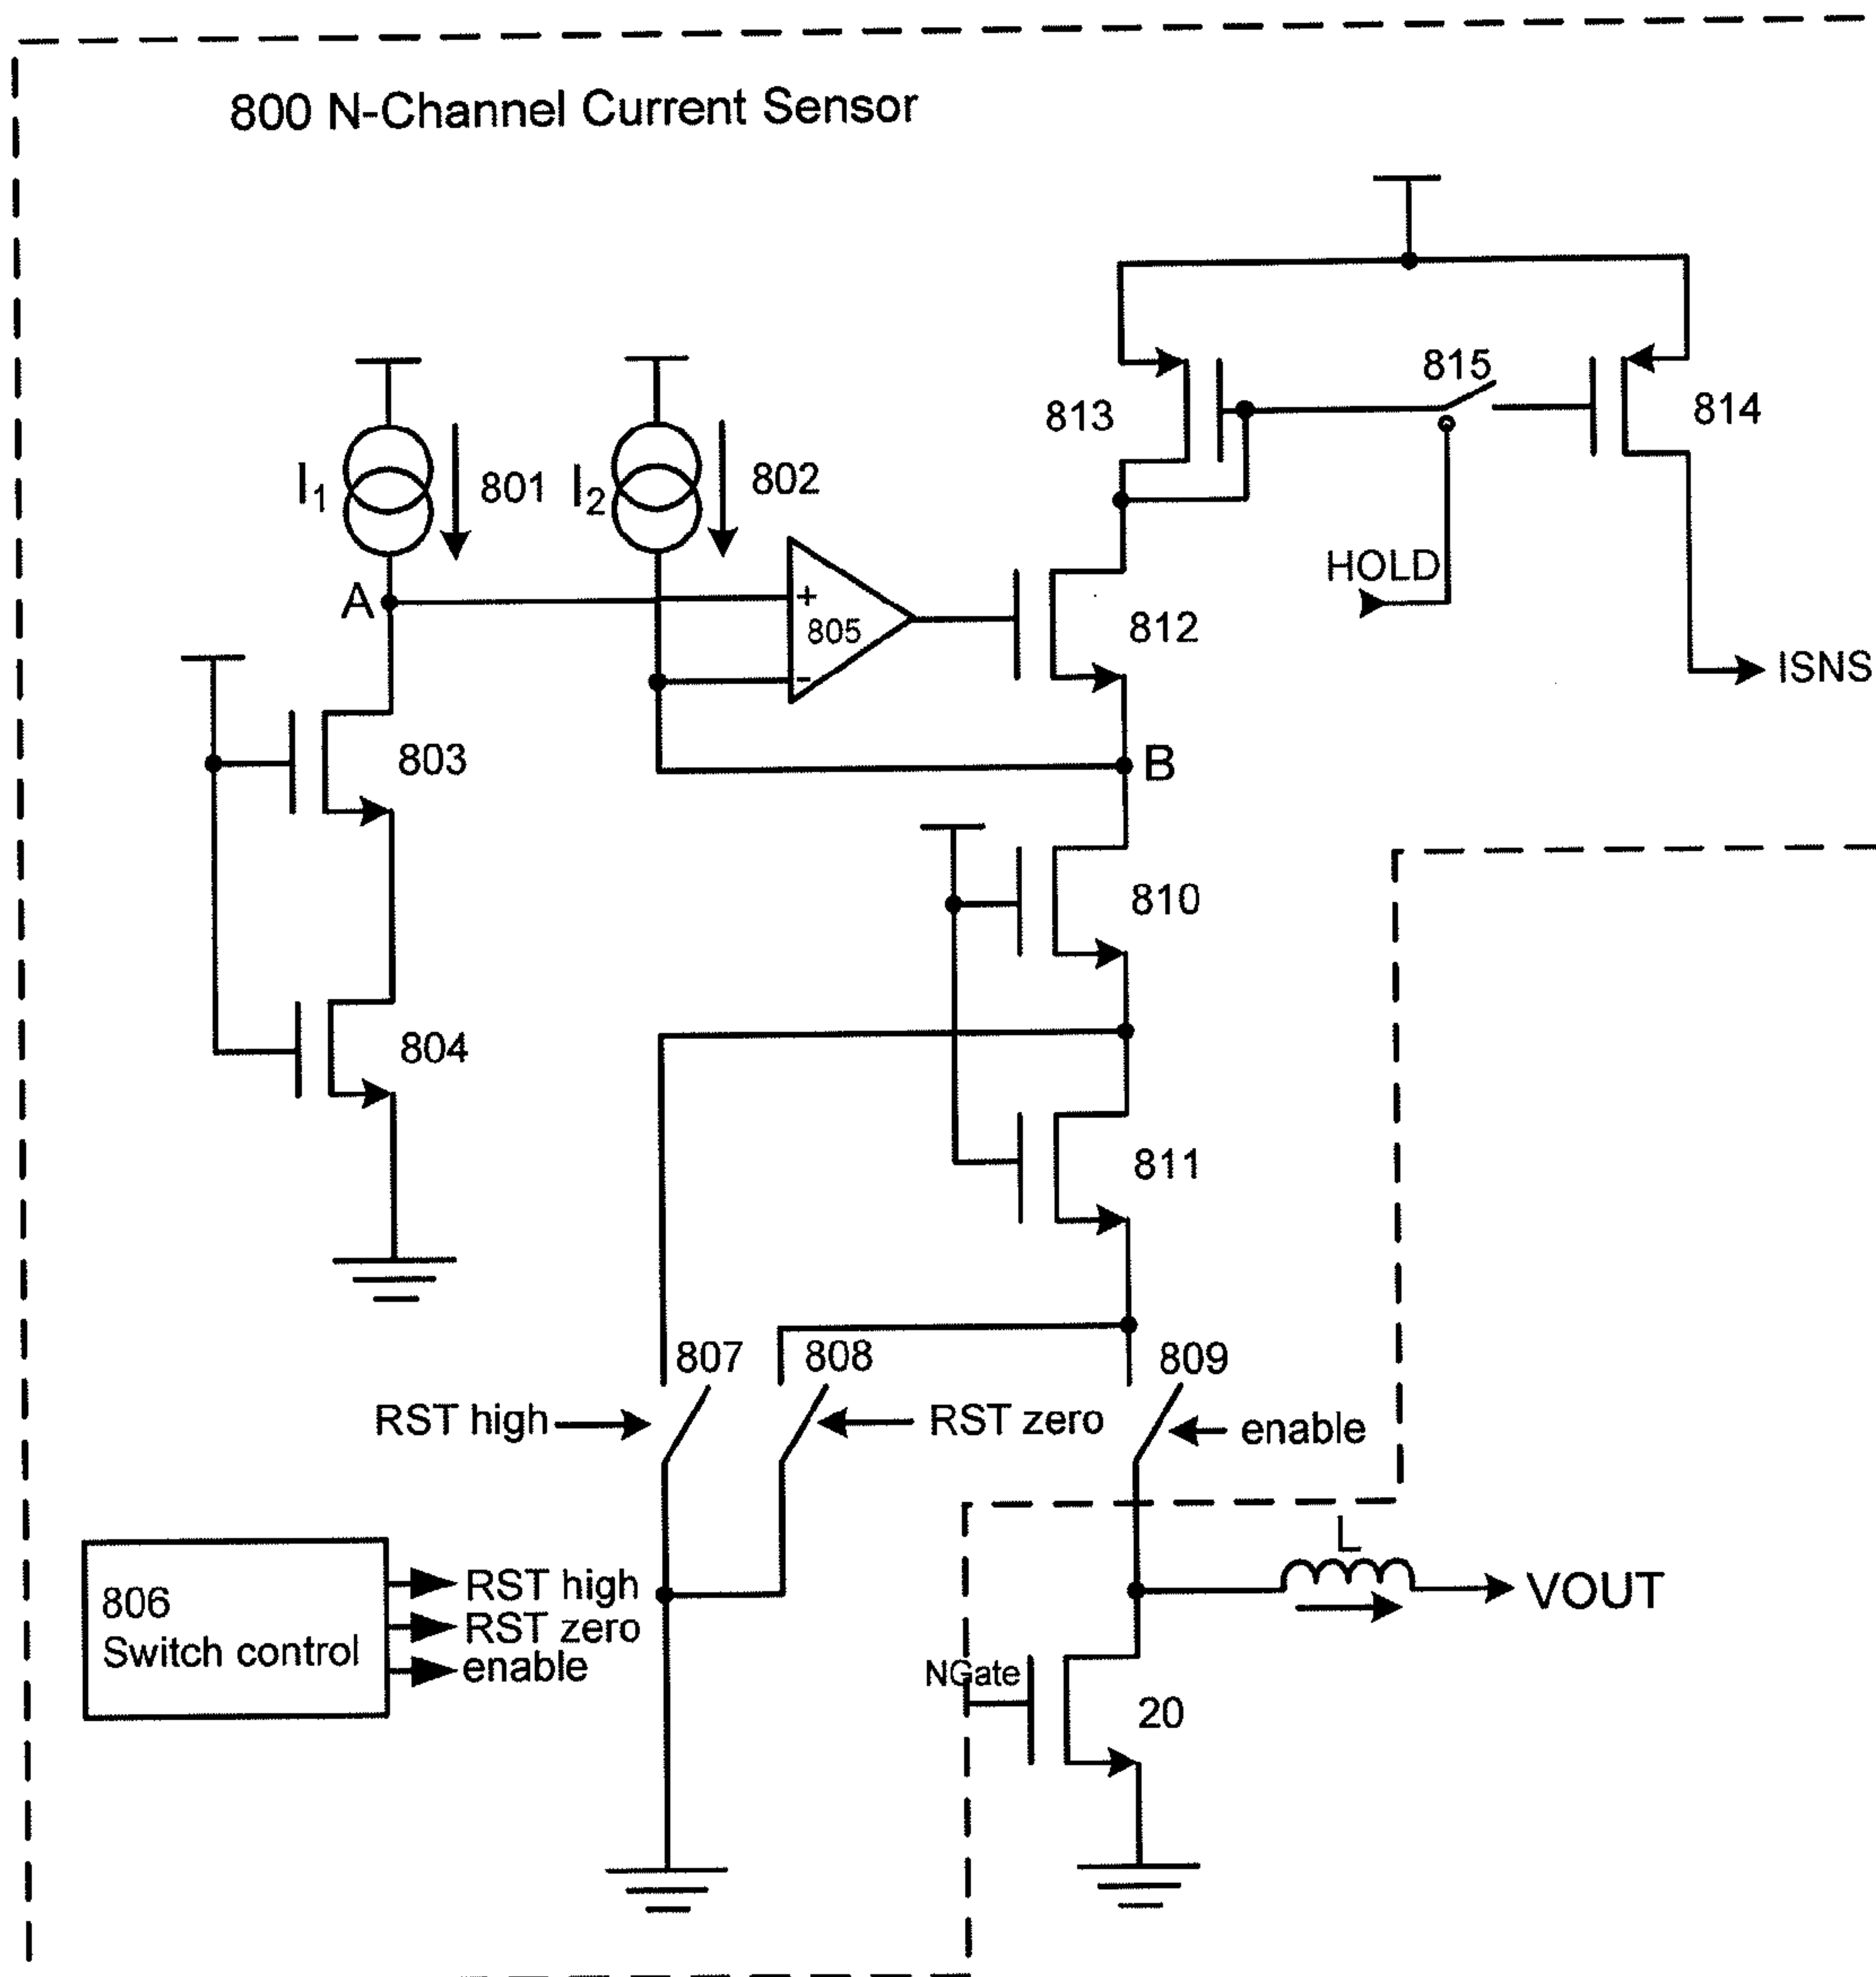 800 N-Channel Current Sensor
815
813
814
I1
801
I2
802
HOLD
A
+
805
-
812
ISNS
803
B
810
804
811
807
808
809
RST high
RST zero
enable
L
806
Switch control
RST high
RST zero
enable
VOUT
NGate
20